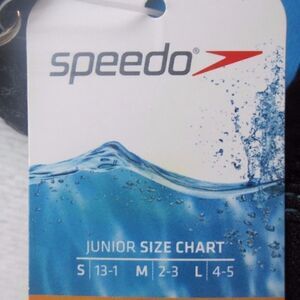 speedo®
JUNIOR SIZE CHART
S | 13-1 M | 2-3 L | 4-5